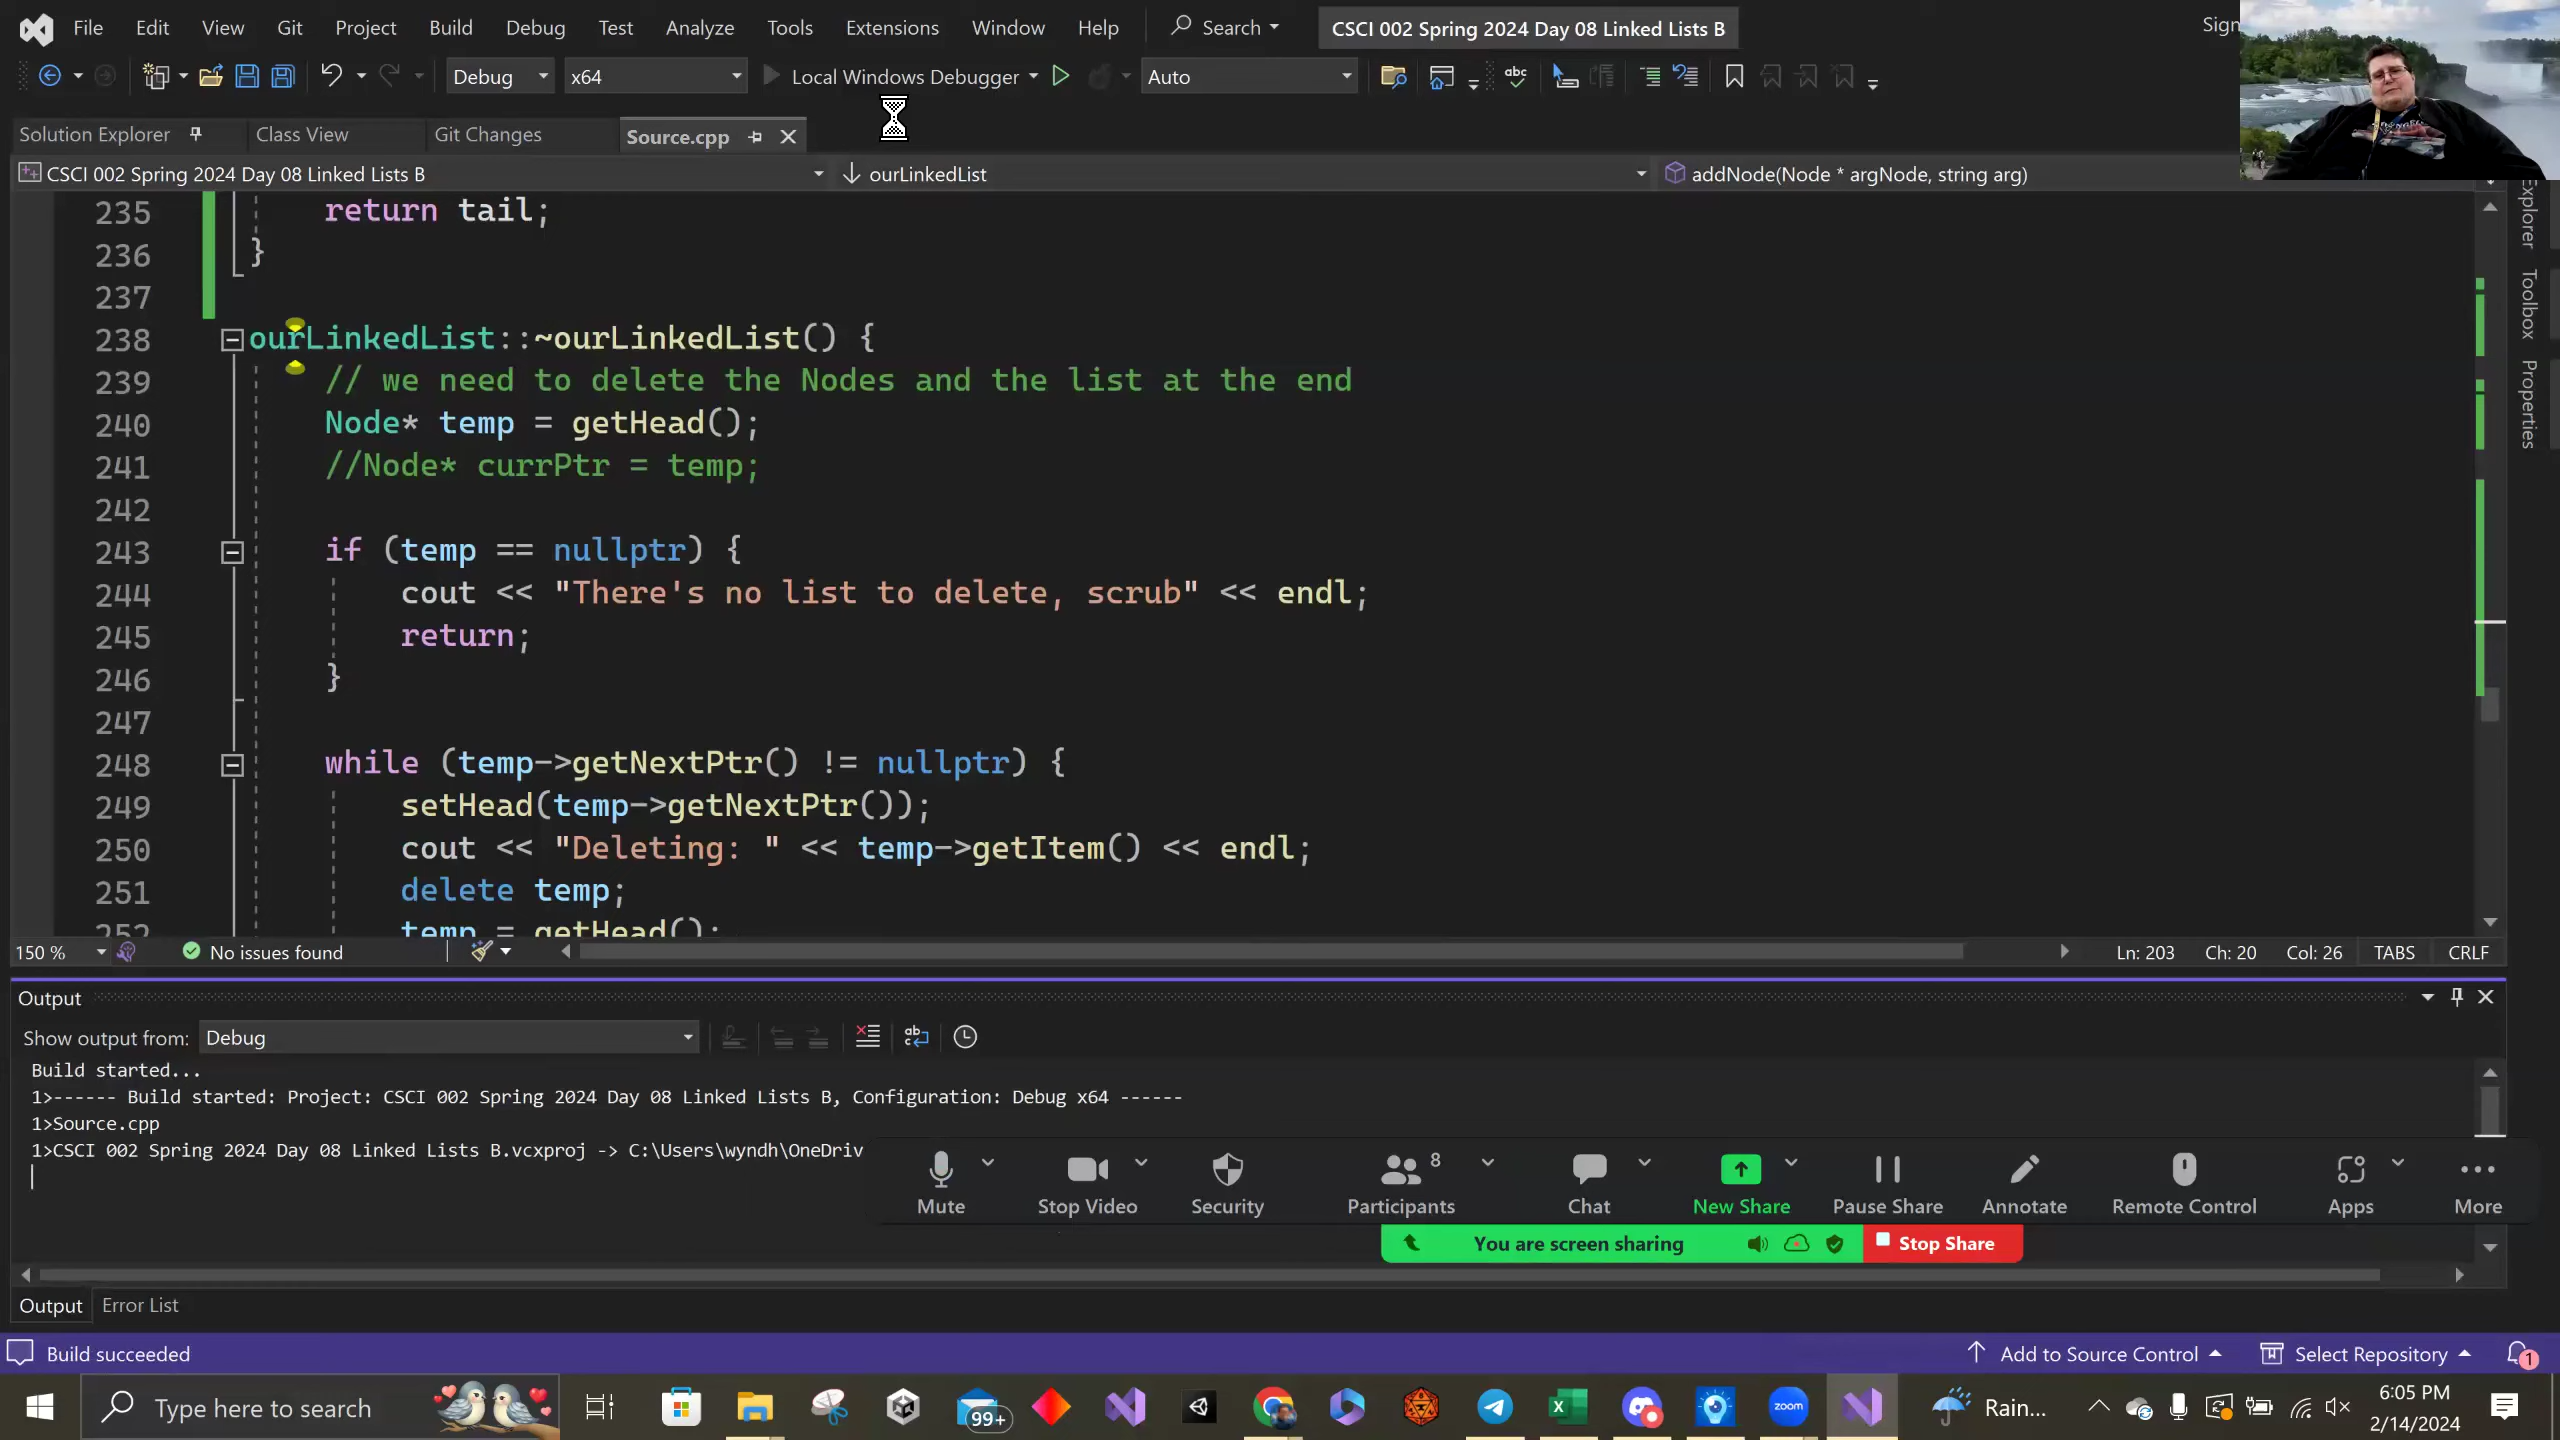 File Edit View Git Project Build Debug Test Analyze Tools Extensions Window Help Search CSCI 002 Spring 2024 Day 08 Linked Lists B Sign
Debug x64 Local Windows Debugger Auto
Solution Explorer Class View Git Changes Source.cpp
CSCI 002 Spring 2024 Day 08 Linked Lists B ourLinkedList addNode(Node * argNode, string arg)
235 return tail;
236 }
237
238 ourLinkedList::~ourLinkedList() {
239 // we need to delete the Nodes and the list at the end
240 Node* temp = getHead();
241 //Node* currPtr = temp;
242
243 if (temp == nullptr) {
244 cout << "There's no list to delete, scrub" << endl;
245 return;
246 }
247
248 while (temp->getNextPtr() != nullptr) {
249 setHead(temp->getNextPtr());
250 cout << "Deleting: " << temp->getItem() << endl;
251 delete temp;
252 temp = getHead();
Explorer
Toolbox
Properties
150 % No issues found Ln: 203 Ch: 20 Col: 26 TABS CRLF
Output
Show output from: Debug
Build started...
1>------ Build started: Project: CSCI 002 Spring 2024 Day 08 Linked Lists B, Configuration: Debug x64 ------
1>Source.cpp
1>CSCI 002 Spring 2024 Day 08 Linked Lists B.vcxproj -> C:\Users\wyndh\OneDriv
8
Mute Stop Video Security Participants Chat New Share Pause Share Annotate Remote Control Apps More
You are screen sharing Stop Share
Output Error List
Build succeeded Add to Source Control Select Repository 1
Type here to search 99+ zoom Rain... 6:05 PM
2/14/2024